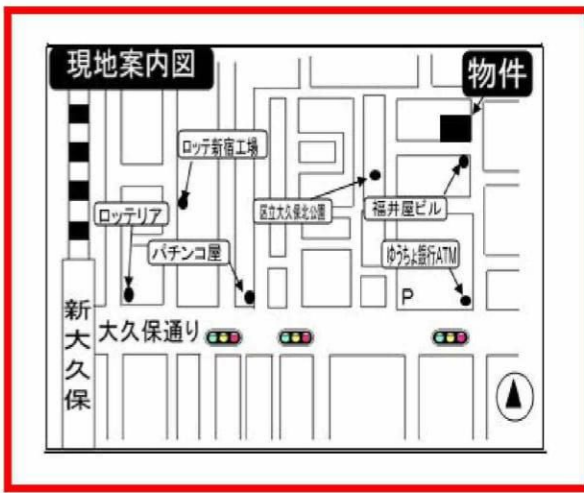 現地案内図
物件
ロッテ新宿工場
区立大久保北公園
福井屋ビル
ロッテリア
パチンコ屋
ゆうちょ銀行ATM
P
新大久保
大久保通り